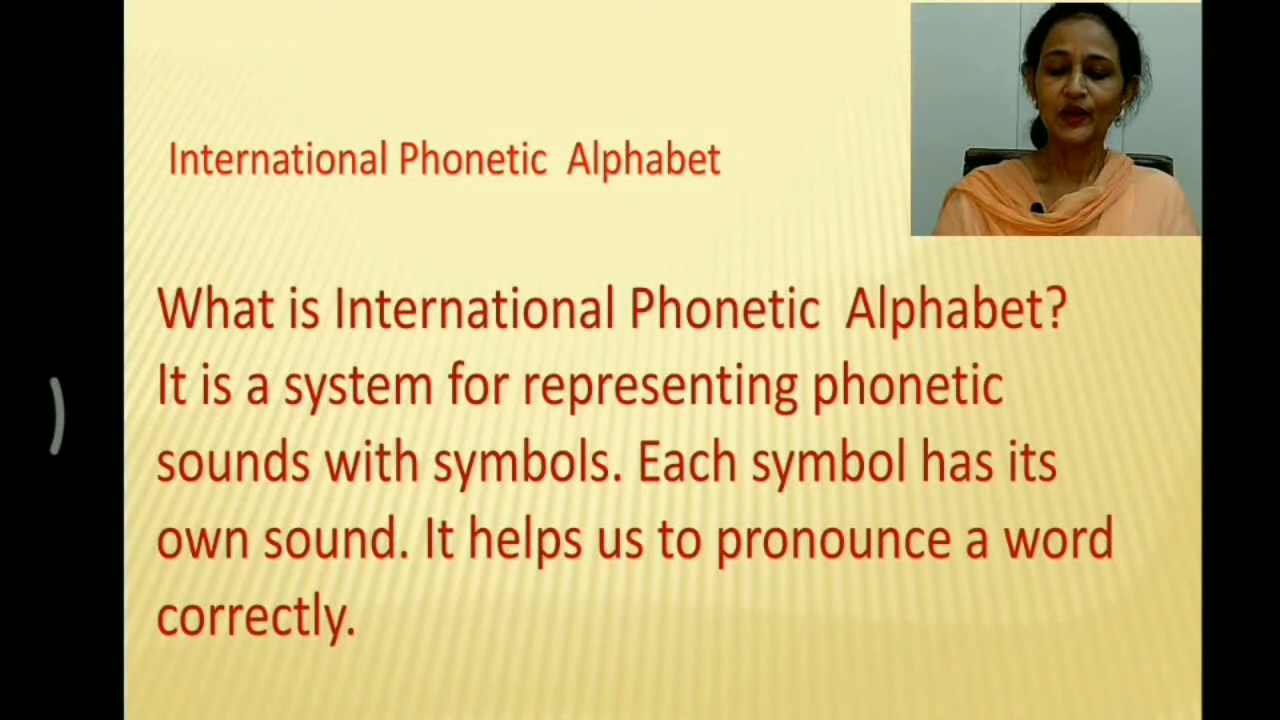 International Phonetic Alphabet
What is International Phonetic Alphabet?
It is a system for representing phonetic
sounds with symbols. Each symbol has its
own sound. It helps us to pronounce a word
correctly.